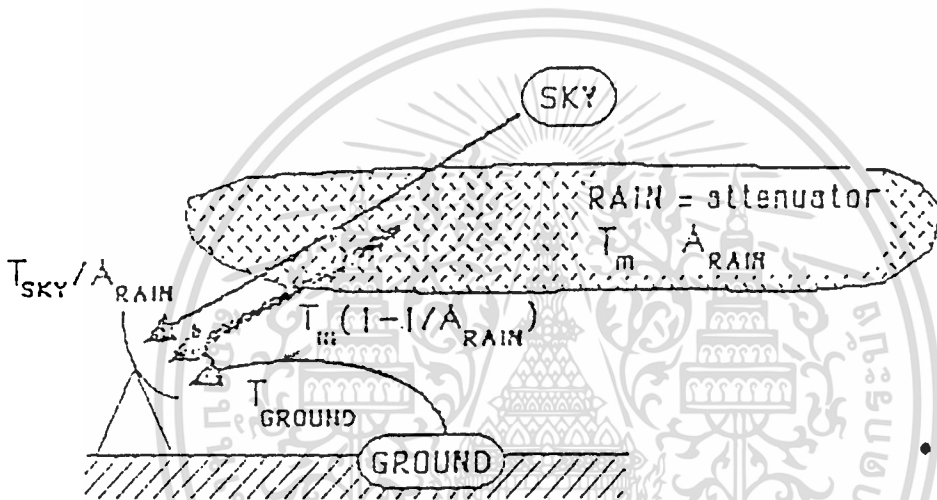 SKY
RAIN = attenuator
T_m A_RAIN
T_SKY/A_RAIN
T_m(1-1/A_RAIN)
T_GROUND
GROUND